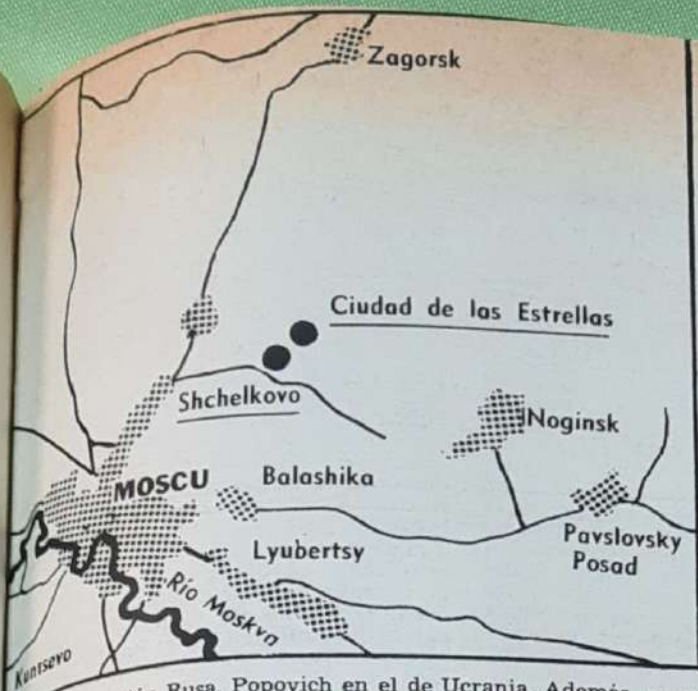 Zagorsk
Ciudad de las Estrellas
Shchelkovo
Noginsk
MOSCU
Balashika
Pavslovsky
Posad
Lyubertsy
Río Moskva
Kuntsevo
Rusa, Popovich en el de Ucrania. Además